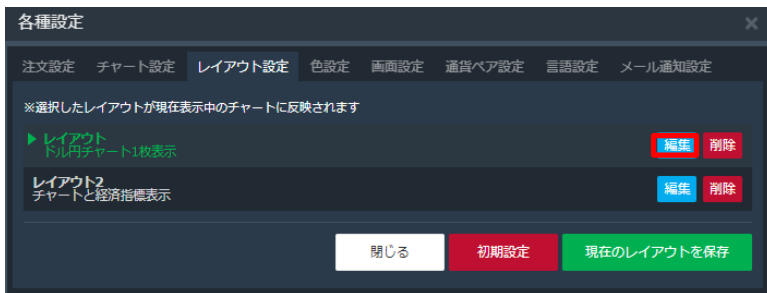 各種設定 ×
注文設定 チャート設定 レイアウト設定 色設定 画面設定 通貨ペア設定 言語設定 メール通知設定
※選択したレイアウトが現在表示中のチャートに反映されます
▶ レイアウト
ドル円チャート1枚表示
編集 削除
レイアウト2
チャートと経済指標表示
編集 削除
閉じる 初期設定 現在のレイアウトを保存